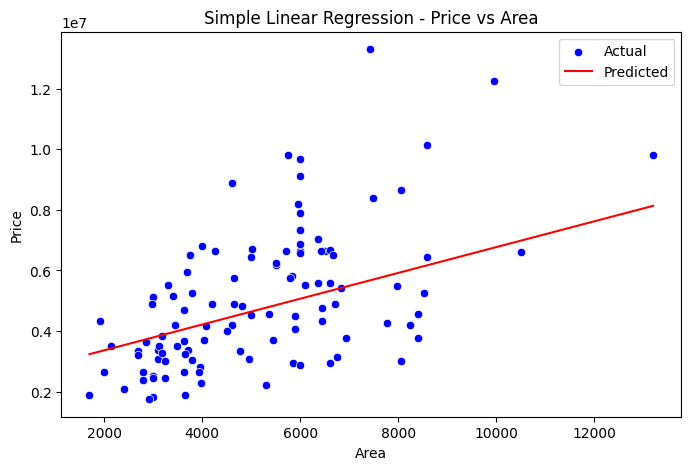 Simple Linear Regression - Price vs Area
1e7
Actual
Predicted
1.2
1.0
0.8
0.6
0.4
0.2
Price
2000 4000 6000 8000 10000 12000
Area